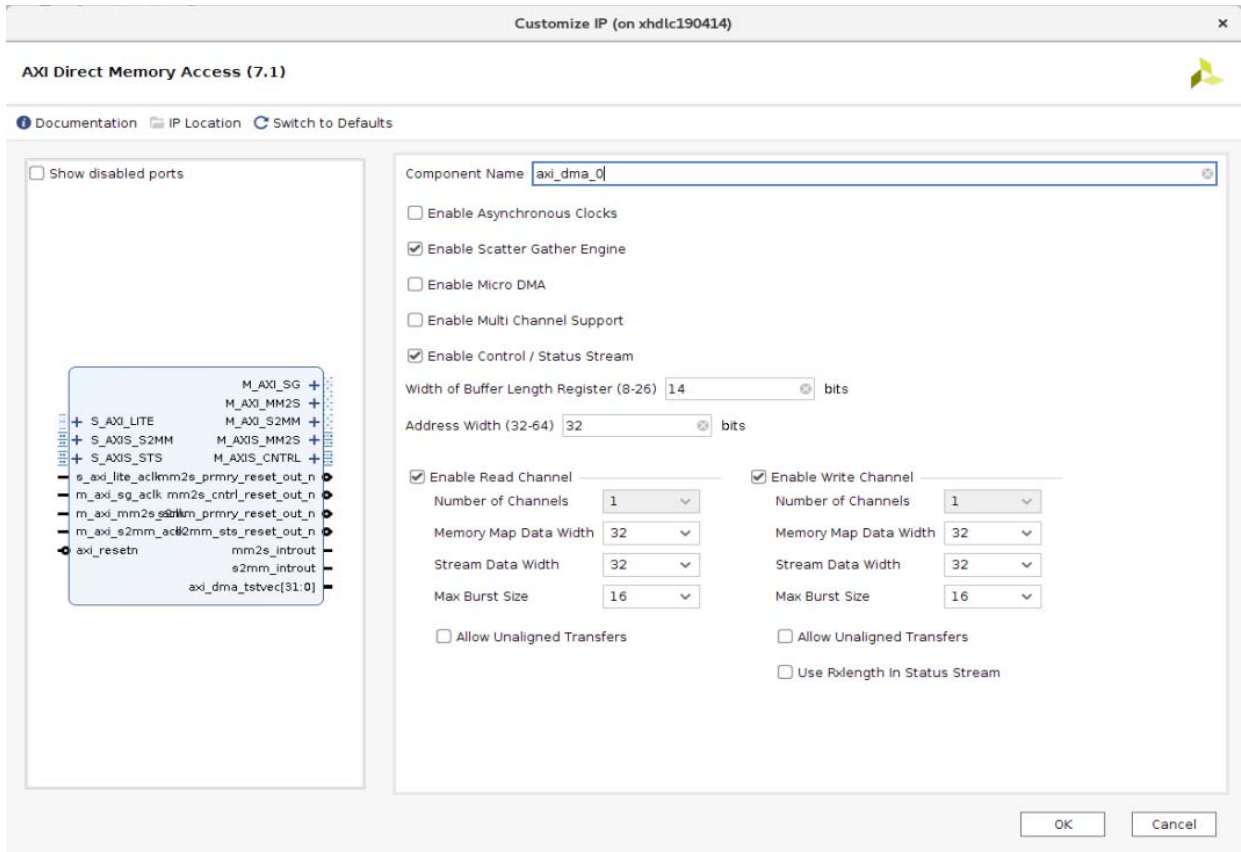 Customize IP (on xhdlc190414)
AXI Direct Memory Access (7.1)
Documentation IP Location Switch to Defaults
Show disabled ports
M_AXI_SG
M_AXI_MM2S
S_AXI_LITE M_AXI_S2MM
S_AXIS_S2MM M_AXIS_MM2S
S_AXIS_STS M_AXIS_CNTRL
s_axi_lite_aclk mm2s_prmry_reset_out_n
m_axi_sg_aclk mm2s_cntrl_reset_out_n
m_axi_mm2s prmry_reset_out_n
m_axi_s2mm sts_reset_out_n
axi_resetn mm2s_introut
s2mm_introut
axi_dma_tstvec[31:0]
Component Name axi_dma_0
Enable Asynchronous Clocks
Enable Scatter Gather Engine
Enable Micro DMA
Enable Multi Channel Support
Enable Control / Status Stream
Width of Buffer Length Register (8-26) 14 bits
Address Width (32-64) 32 bits
Enable Read Channel
Number of Channels 1
Memory Map Data Width 32
Stream Data Width 32
Max Burst Size 16
Allow Unaligned Transfers
Enable Write Channel
Number of Channels 1
Memory Map Data Width 32
Stream Data Width 32
Max Burst Size 16
Allow Unaligned Transfers
Use Rxlength In Status Stream
OK Cancel